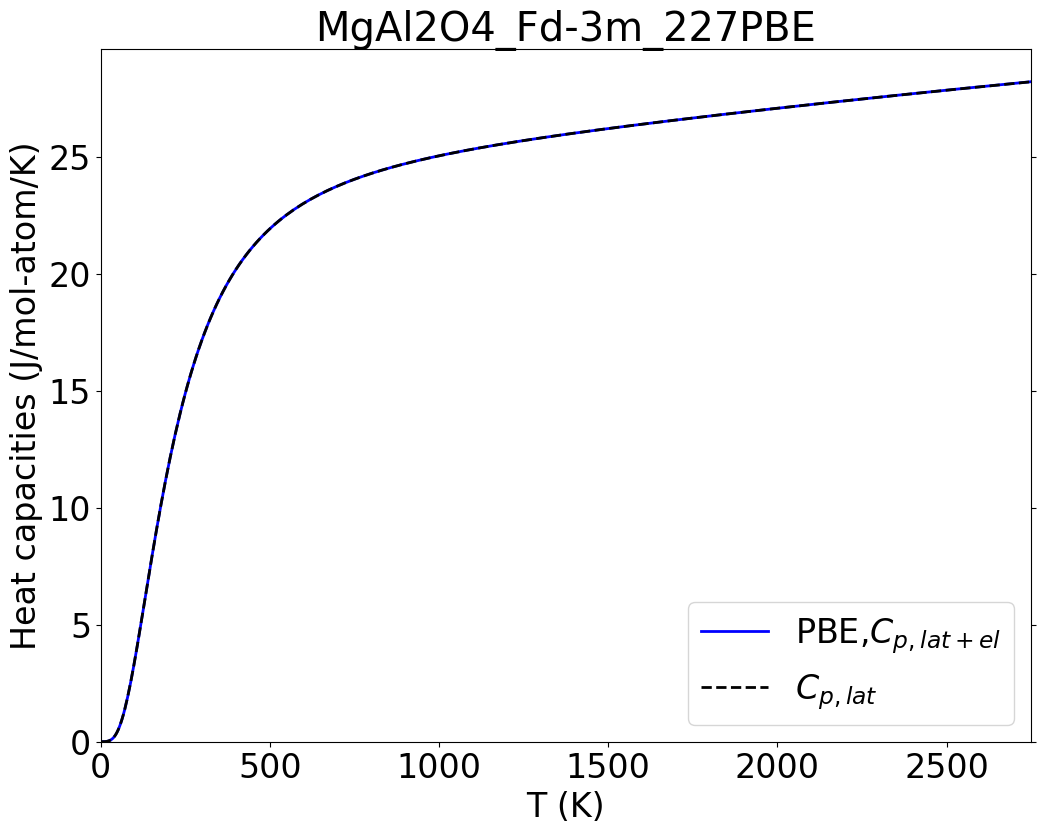 MgAl2O4_Fd-3m_227PBE
Heat capacities (J/mol-atom/K)
25
20
15
10
5
0
0 500 1000 1500 2000 2500
T (K)
PBE,$C_{p,lat+el}$
$C_{p,lat}$